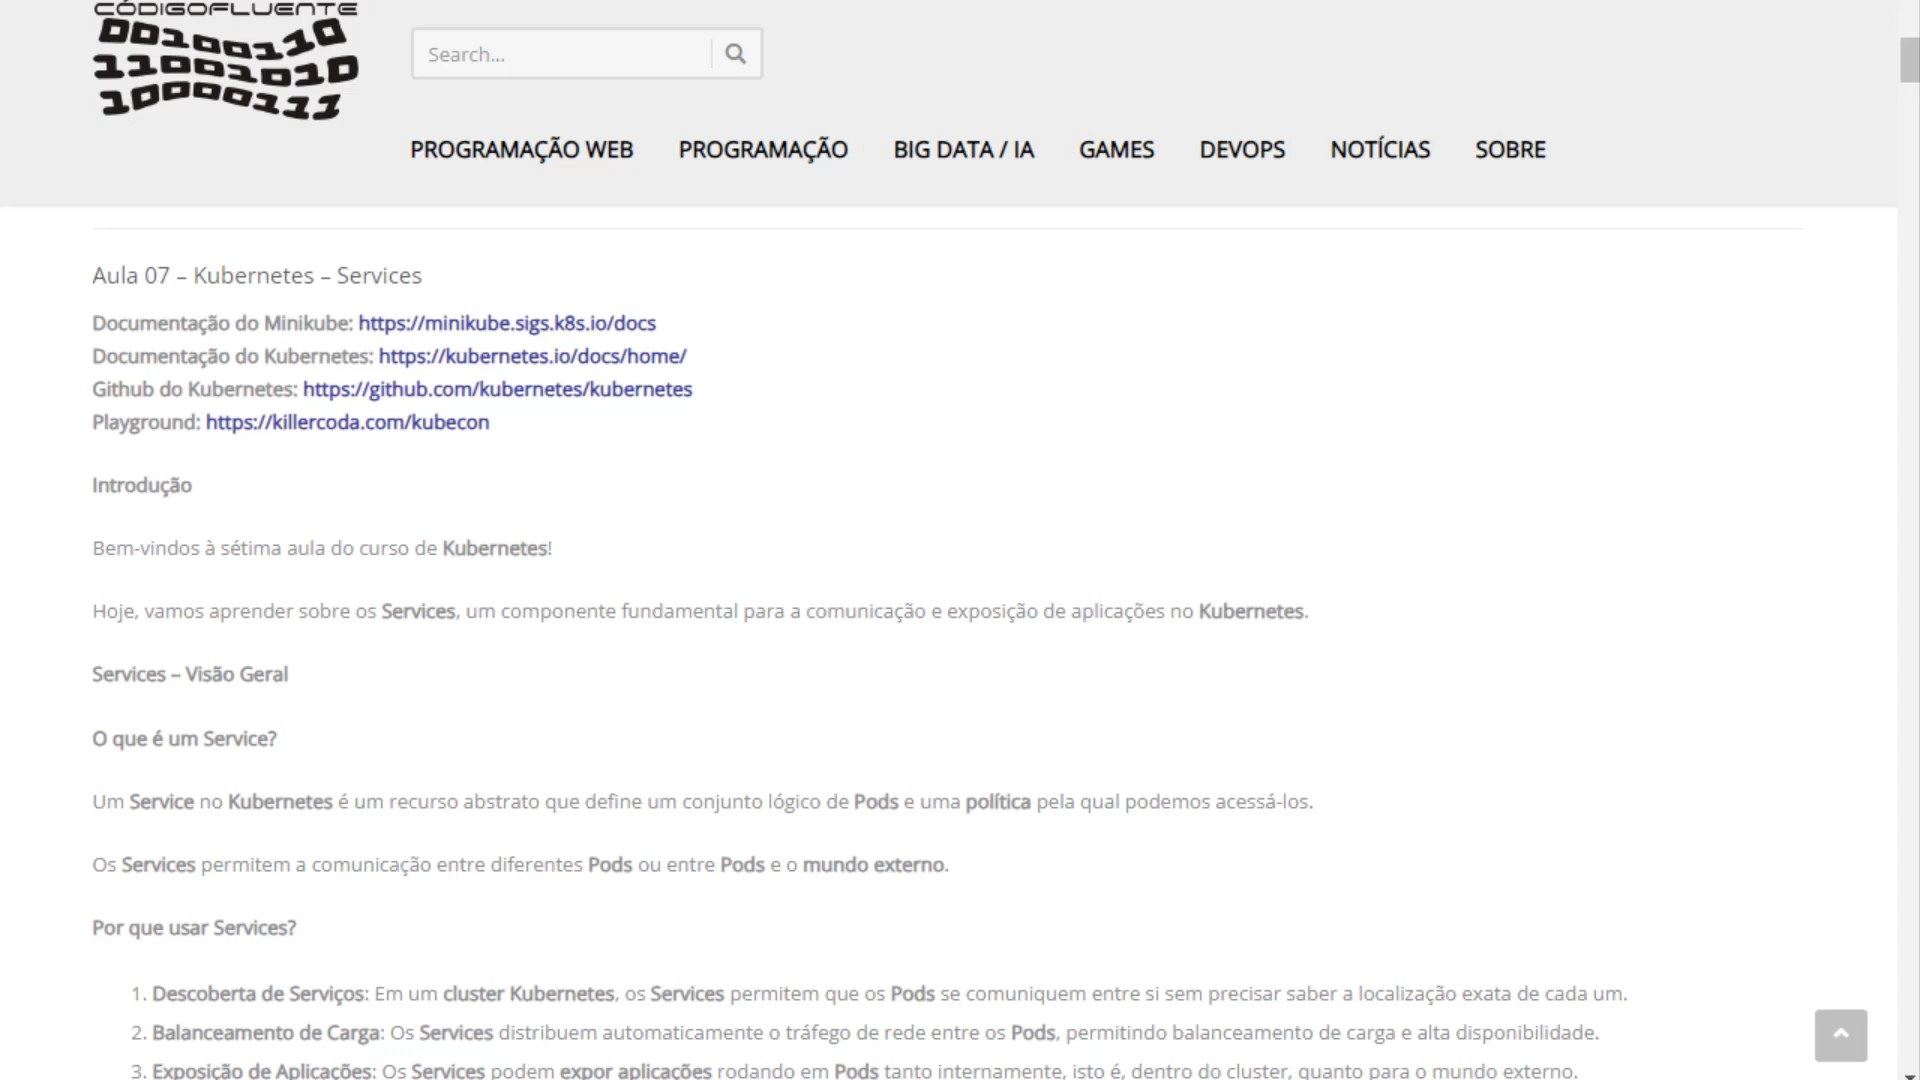 CÓDIGOFLUENTE
00100110
11001010
10000111
Search...
PROGRAMAÇÃO WEB PROGRAMAÇÃO BIG DATA / IA GAMES DEVOPS NOTÍCIAS SOBRE
Aula 07 – Kubernetes – Services
Documentação do Minikube: https://minikube.sigs.k8s.io/docs
Documentação do Kubernetes: https://kubernetes.io/docs/home/
Github do Kubernetes: https://github.com/kubernetes/kubernetes
Playground: https://killercoda.com/kubecon
Introdução
Bem-vindos à sétima aula do curso de Kubernetes!
Hoje, vamos aprender sobre os Services, um componente fundamental para a comunicação e exposição de aplicações no Kubernetes.
Services – Visão Geral
O que é um Service?
Um Service no Kubernetes é um recurso abstrato que define um conjunto lógico de Pods e uma política pela qual podemos acessá-los.
Os Services permitem a comunicação entre diferentes Pods ou entre Pods e o mundo externo.
Por que usar Services?
1. Descoberta de Serviços: Em um cluster Kubernetes, os Services permitem que os Pods se comuniquem entre si sem precisar saber a localização exata de cada um.
2. Balanceamento de Carga: Os Services distribuem automaticamente o tráfego de rede entre os Pods, permitindo balanceamento de carga e alta disponibilidade.
3. Exposição de Aplicações: Os Services podem expor aplicações rodando em Pods tanto internamente, isto é, dentro do cluster, quanto para o mundo externo.